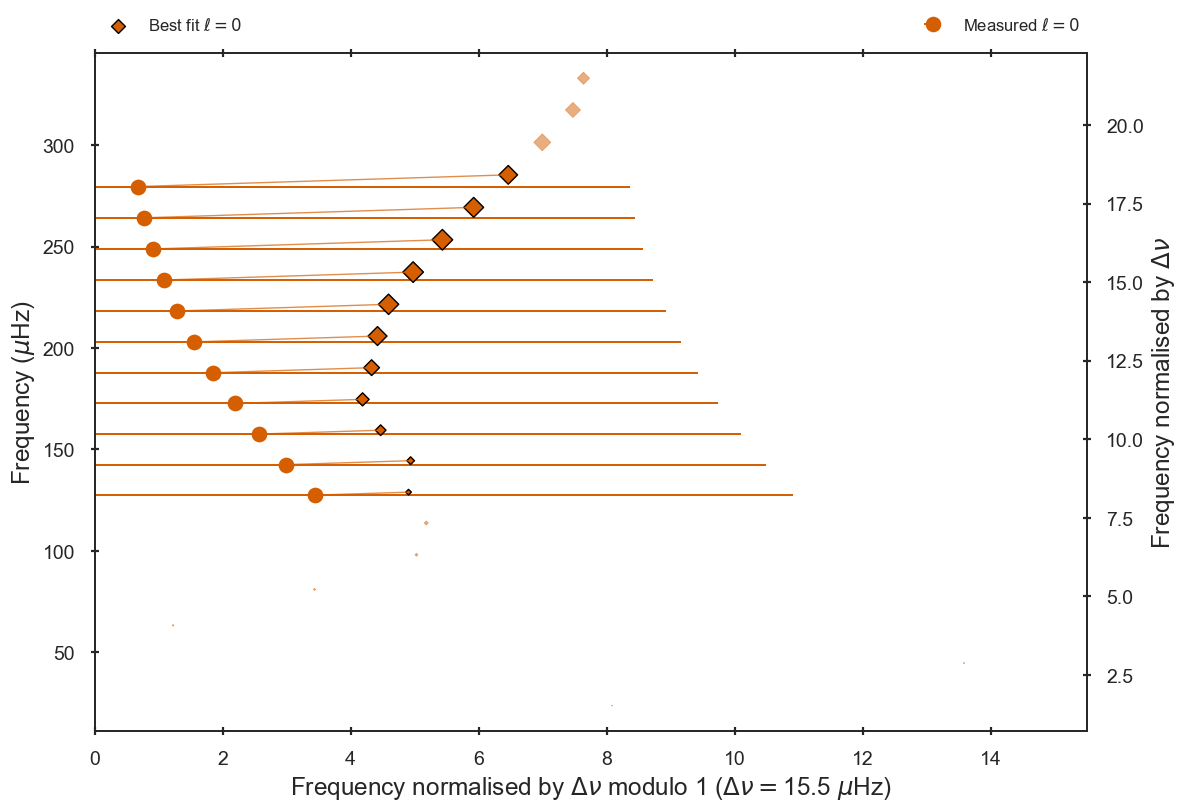 Best fit ℓ = 0
Measured ℓ = 0
Frequency (μHz)
300
250
200
150
100
50
20.0
17.5
15.0
12.5
10.0
7.5
5.0
2.5
Frequency normalised by Δν
0 2 4 6 8 10 12 14
Frequency normalised by Δν modulo 1 (Δν = 15.5 μHz)